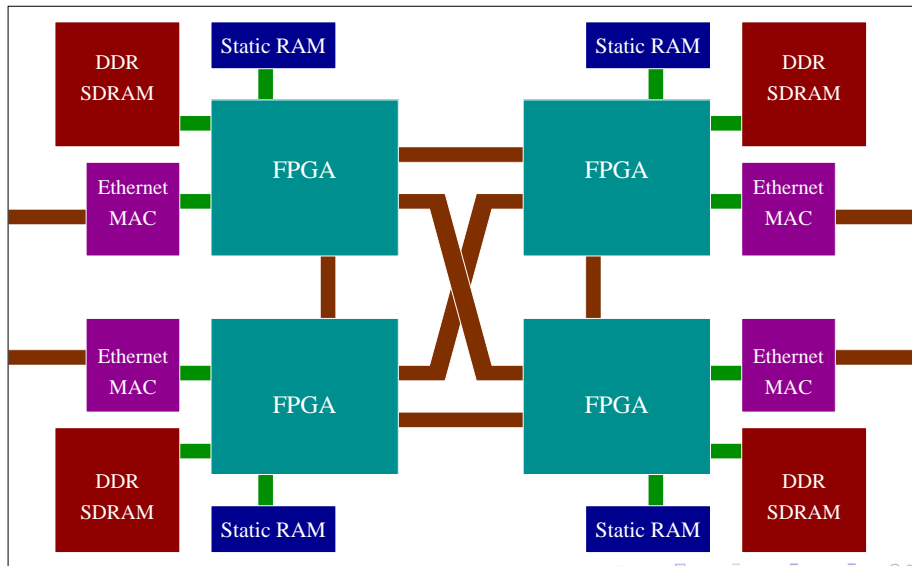 DDR
SDRAM
Static RAM
Static RAM
DDR
SDRAM
FPGA
FPGA
Ethernet
MAC
Ethernet
MAC
Ethernet
MAC
Ethernet
MAC
FPGA
FPGA
DDR
SDRAM
DDR
SDRAM
Static RAM
Static RAM